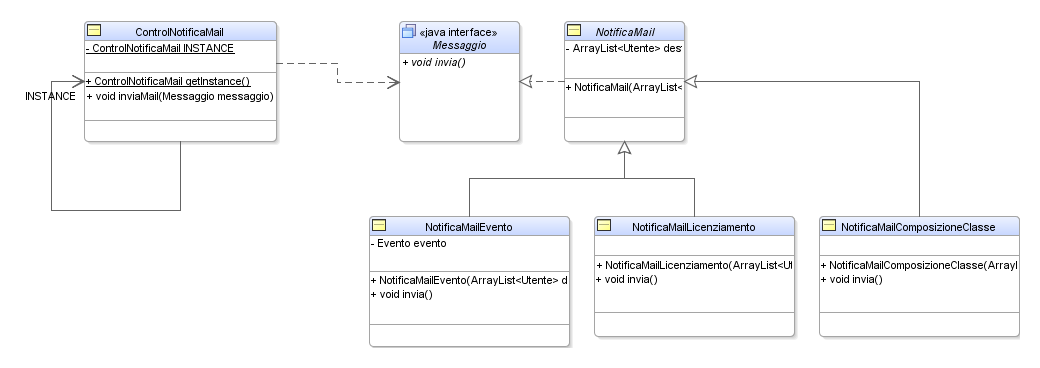 ControlNotificaMail
- ControlNotificaMail INSTANCE
+ ControlNotificaMail getInstance()
+ void inviaMail(Messaggio messaggio)
INSTANCE
«java interface»
Messaggio
+ void invia()
NotificaMail
- ArrayList<Utente> des
+ NotificaMail(ArrayList<
NotificaMailEvento
- Evento evento
+ NotificaMailEvento(ArrayList<Utente> d
+ void invia()
NotificaMailLicenziamento
+ NotificaMailLicenziamento(ArrayList<Ut
+ void invia()
NotificaMailComposizioneClasse
+ NotificaMailComposizioneClasse(Arrayl
+ void invia()